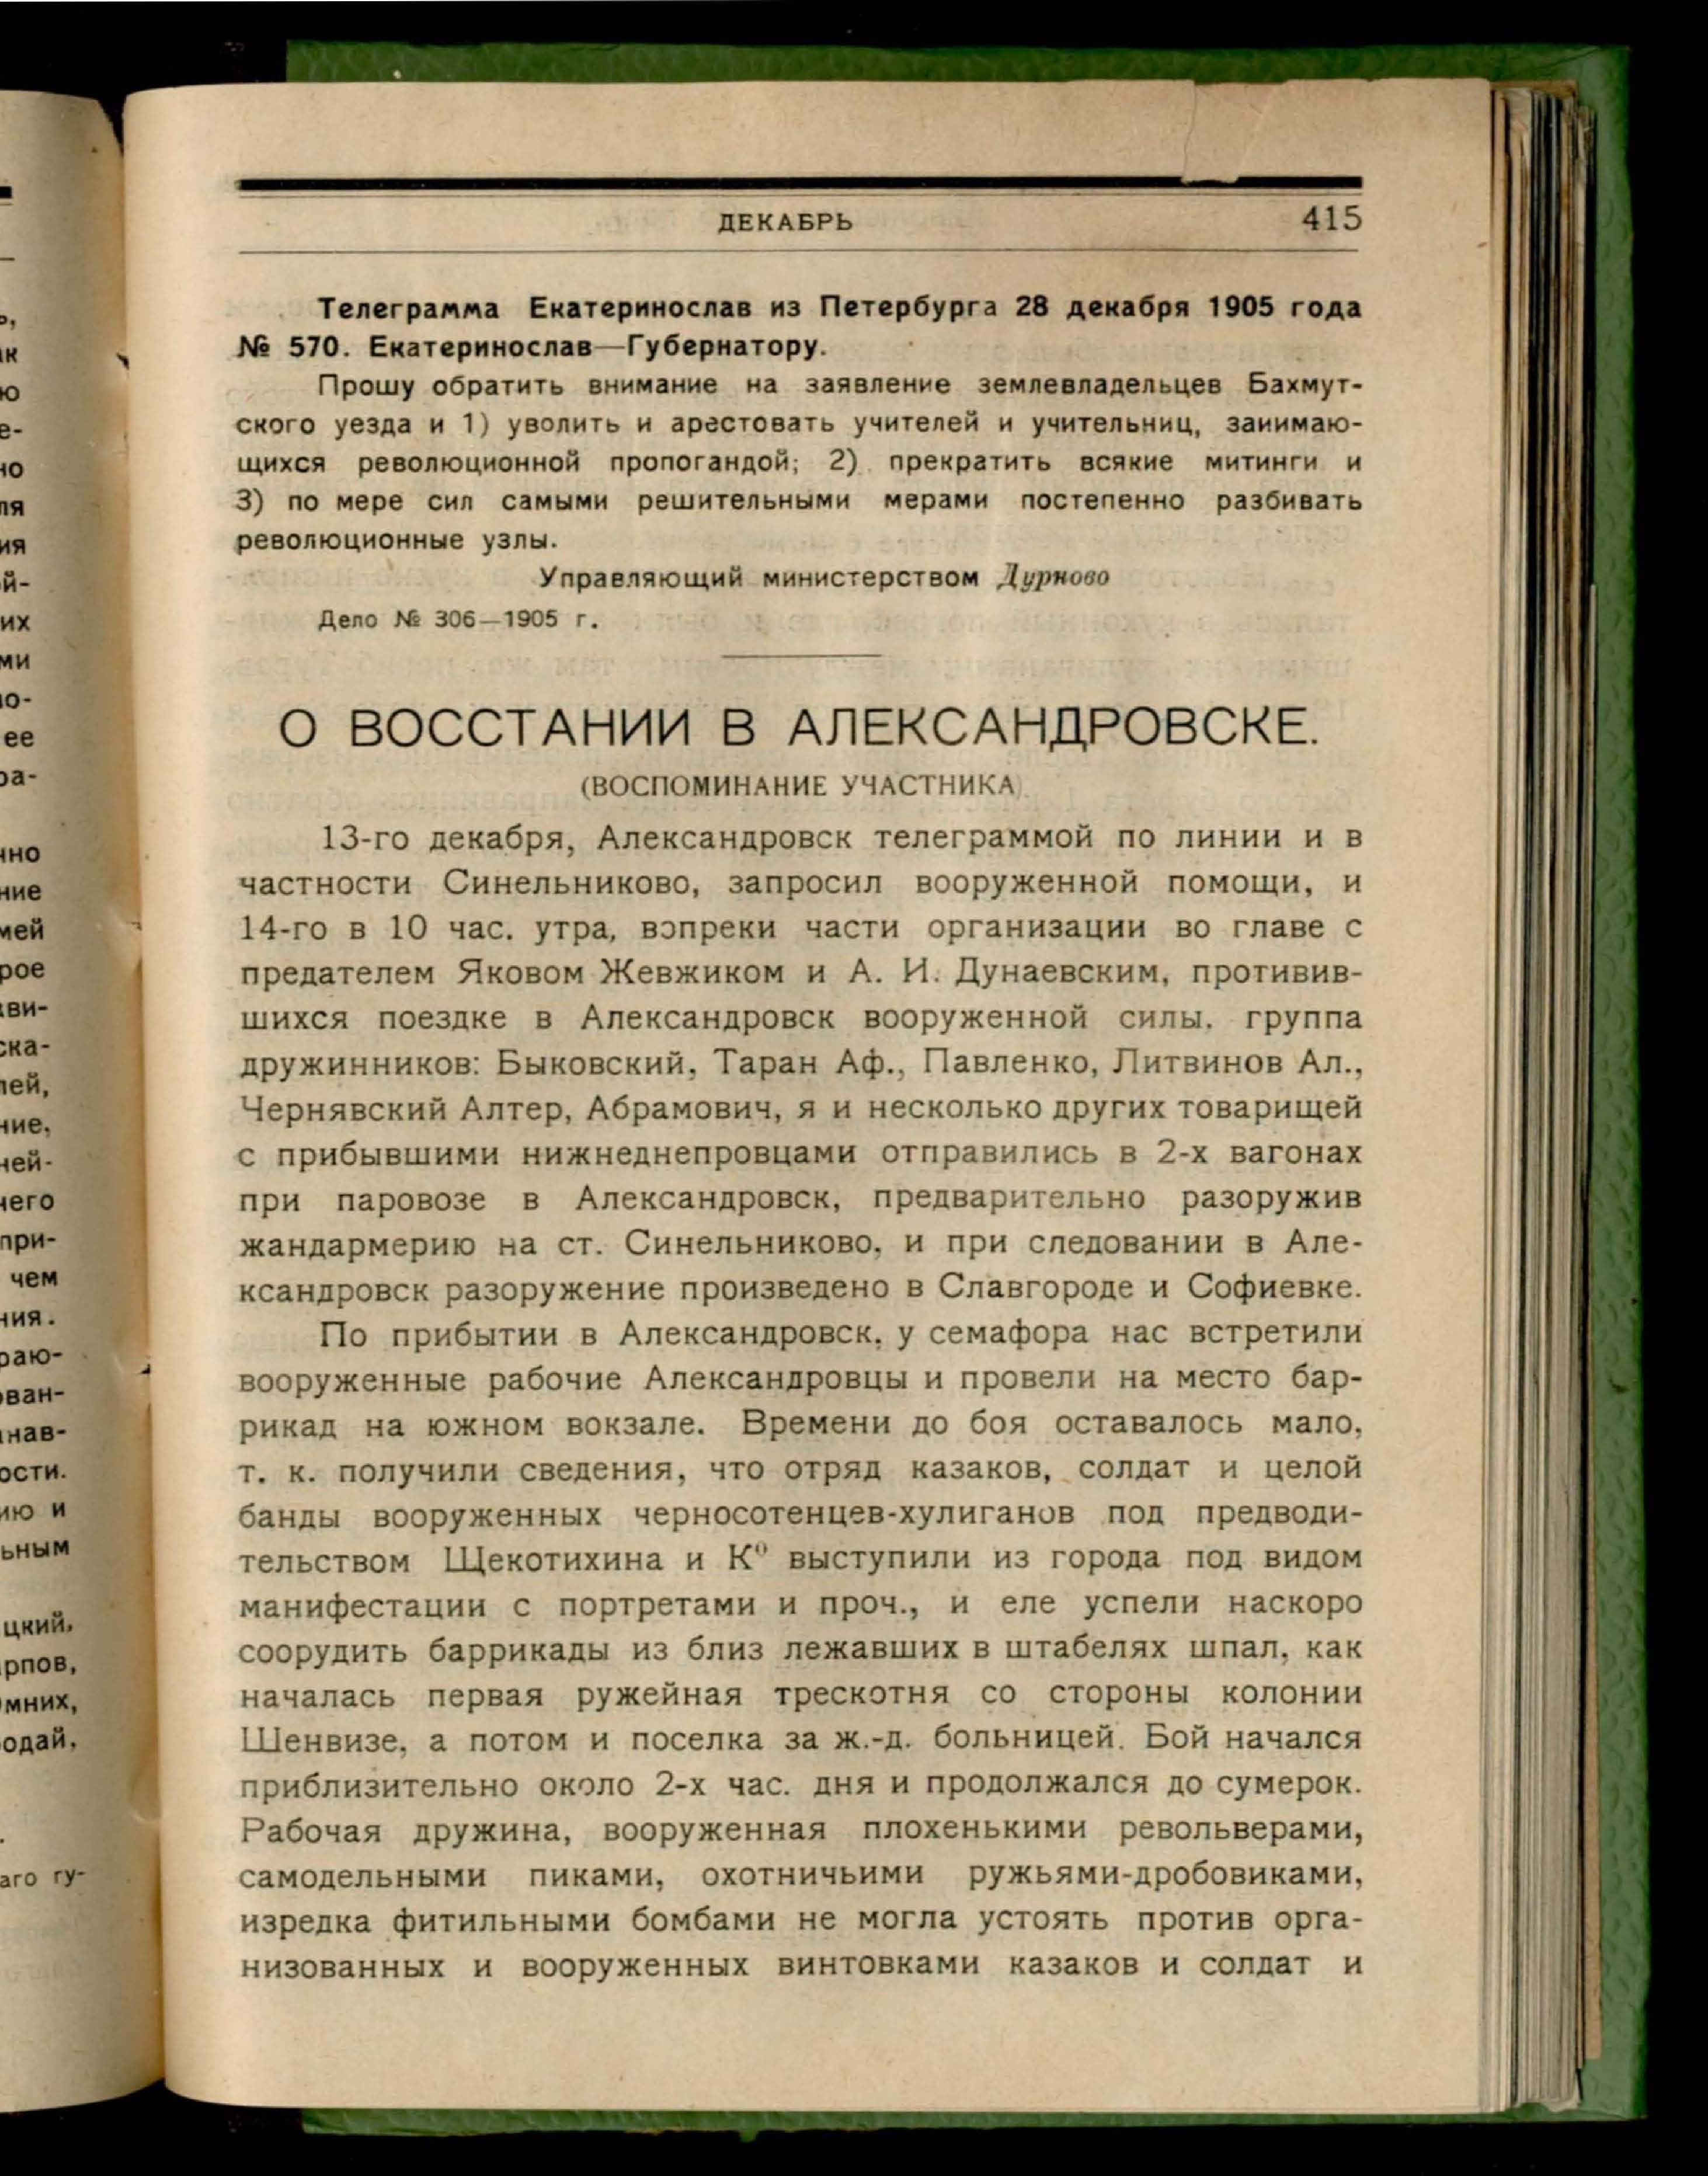 ДЕКАБРЬ 415
Телеграмма Екатеринослав из Петербурга 28 декабря 1905 года
№ 570. Екатеринослав—Губернатору.
Прошу обратить внимание на заявление землевладельцев Бахмут-
ского уезда и 1) уволить и арестовать учителей и учительниц, занимаю-
щихся революционной пропогандой; 2) прекратить всякие митинги и
3) по мере сил самыми решительными мерами постепенно разбивать
революционные узлы.
Управляющий министерством Дурново
Дело № 306—1905 г.
О ВОССТАНИИ В АЛЕКСАНДРОВСКЕ.
(ВОСПОМИНАНИЕ УЧАСТНИКА)
13-го декабря, Александровск телеграммой по линии и в
частности Синельниково, запросил вооруженной помощи, и
14-го в 10 час. утра, вопреки части организации во главе с
предателем Яковом Жевжиком и А. И. Дунаевским, противив-
шихся поездке в Александровск вооруженной силы, группа
дружинников: Быковский, Таран Аф., Павленко, Литвинов Ал.,
Чернявский Алтер, Абрамович, я и несколько других товарищей
с прибывшими нижнеднепровцами отправились в 2-х вагонах
при паровозе в Александровск, предварительно разоружив
жандармерию на ст. Синельниково, и при следовании в Але-
ксандровск разоружение произведено в Славгороде и Софиевке.
По прибытии в Александровск, у семафора нас встретили
вооруженные рабочие Александровцы и провели на место бар-
рикад на южном вокзале. Времени до боя оставалось мало,
т. к. получили сведения, что отряд казаков, солдат и целой
банды вооруженных черносотенцев-хулиганов под предводи-
тельством Щекотихина и К⁰ выступили из города под видом
манифестации с портретами и проч., и еле успели наскоро
соорудить баррикады из близ лежавших в штабелях шпал, как
началась первая ружейная трескотня со стороны колонии
Шенвизе, а потом и поселка за ж.-д. больницей. Бой начался
приблизительно около 2-х час. дня и продолжался до сумерок.
Рабочая дружина, вооруженная плохенькими револьверами,
самодельными пиками, охотничьими ружьями-дробовиками,
изредка фитильными бомбами не могла устоять против орга-
низованных и вооруженных винтовками казаков и солдат и